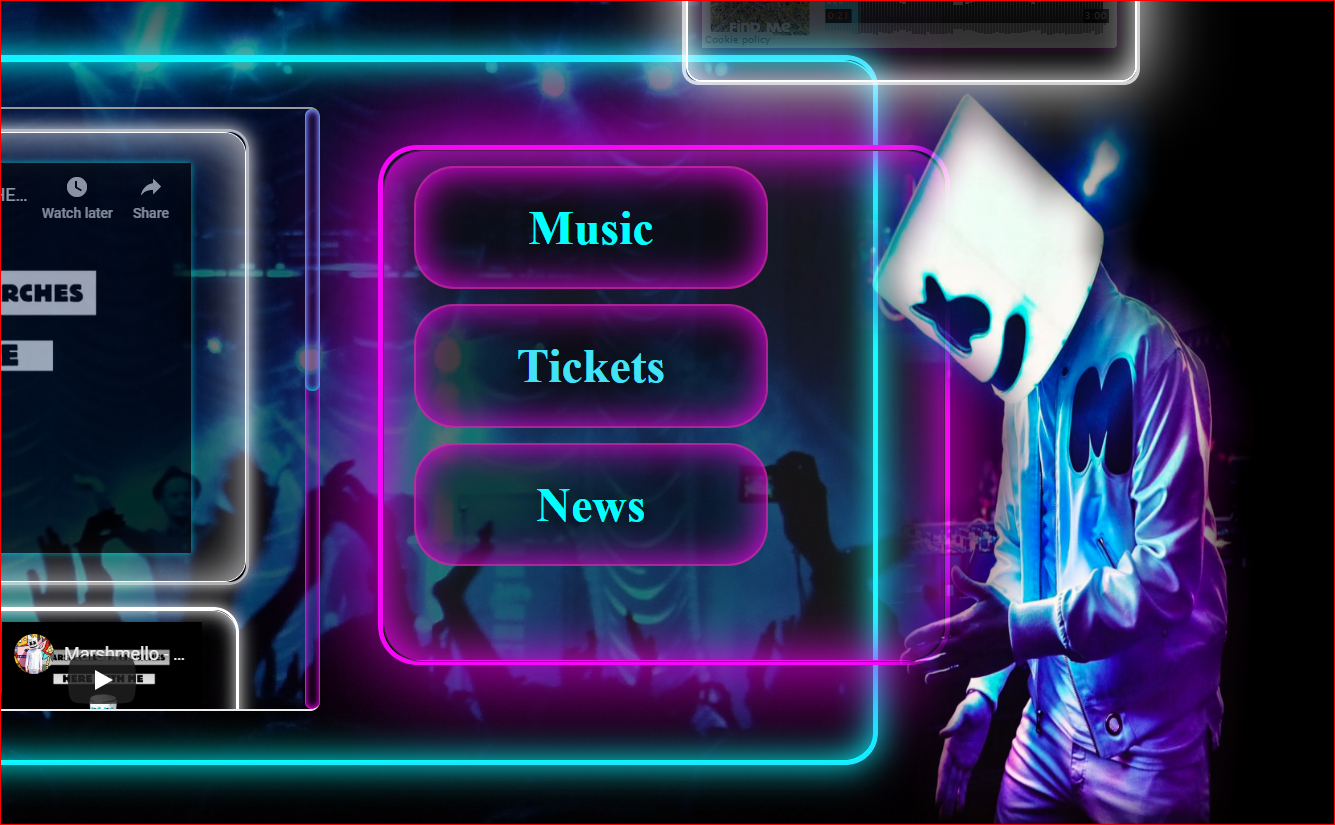 FIND ME
0:21
3:00
Cookie policy
HE...
Watch later
Share
RCHES
E
Music
Tickets
News
Marshmello - ...
HERE WITH ME